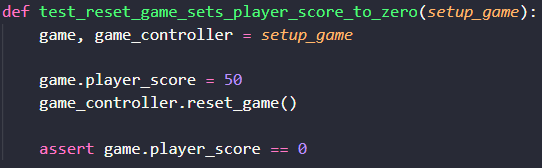 def test_reset_game_sets_player_score_to_zero(setup_game):
    game, game_controller = setup_game

    game.player_score = 50
    game_controller.reset_game()

    assert game.player_score == 0